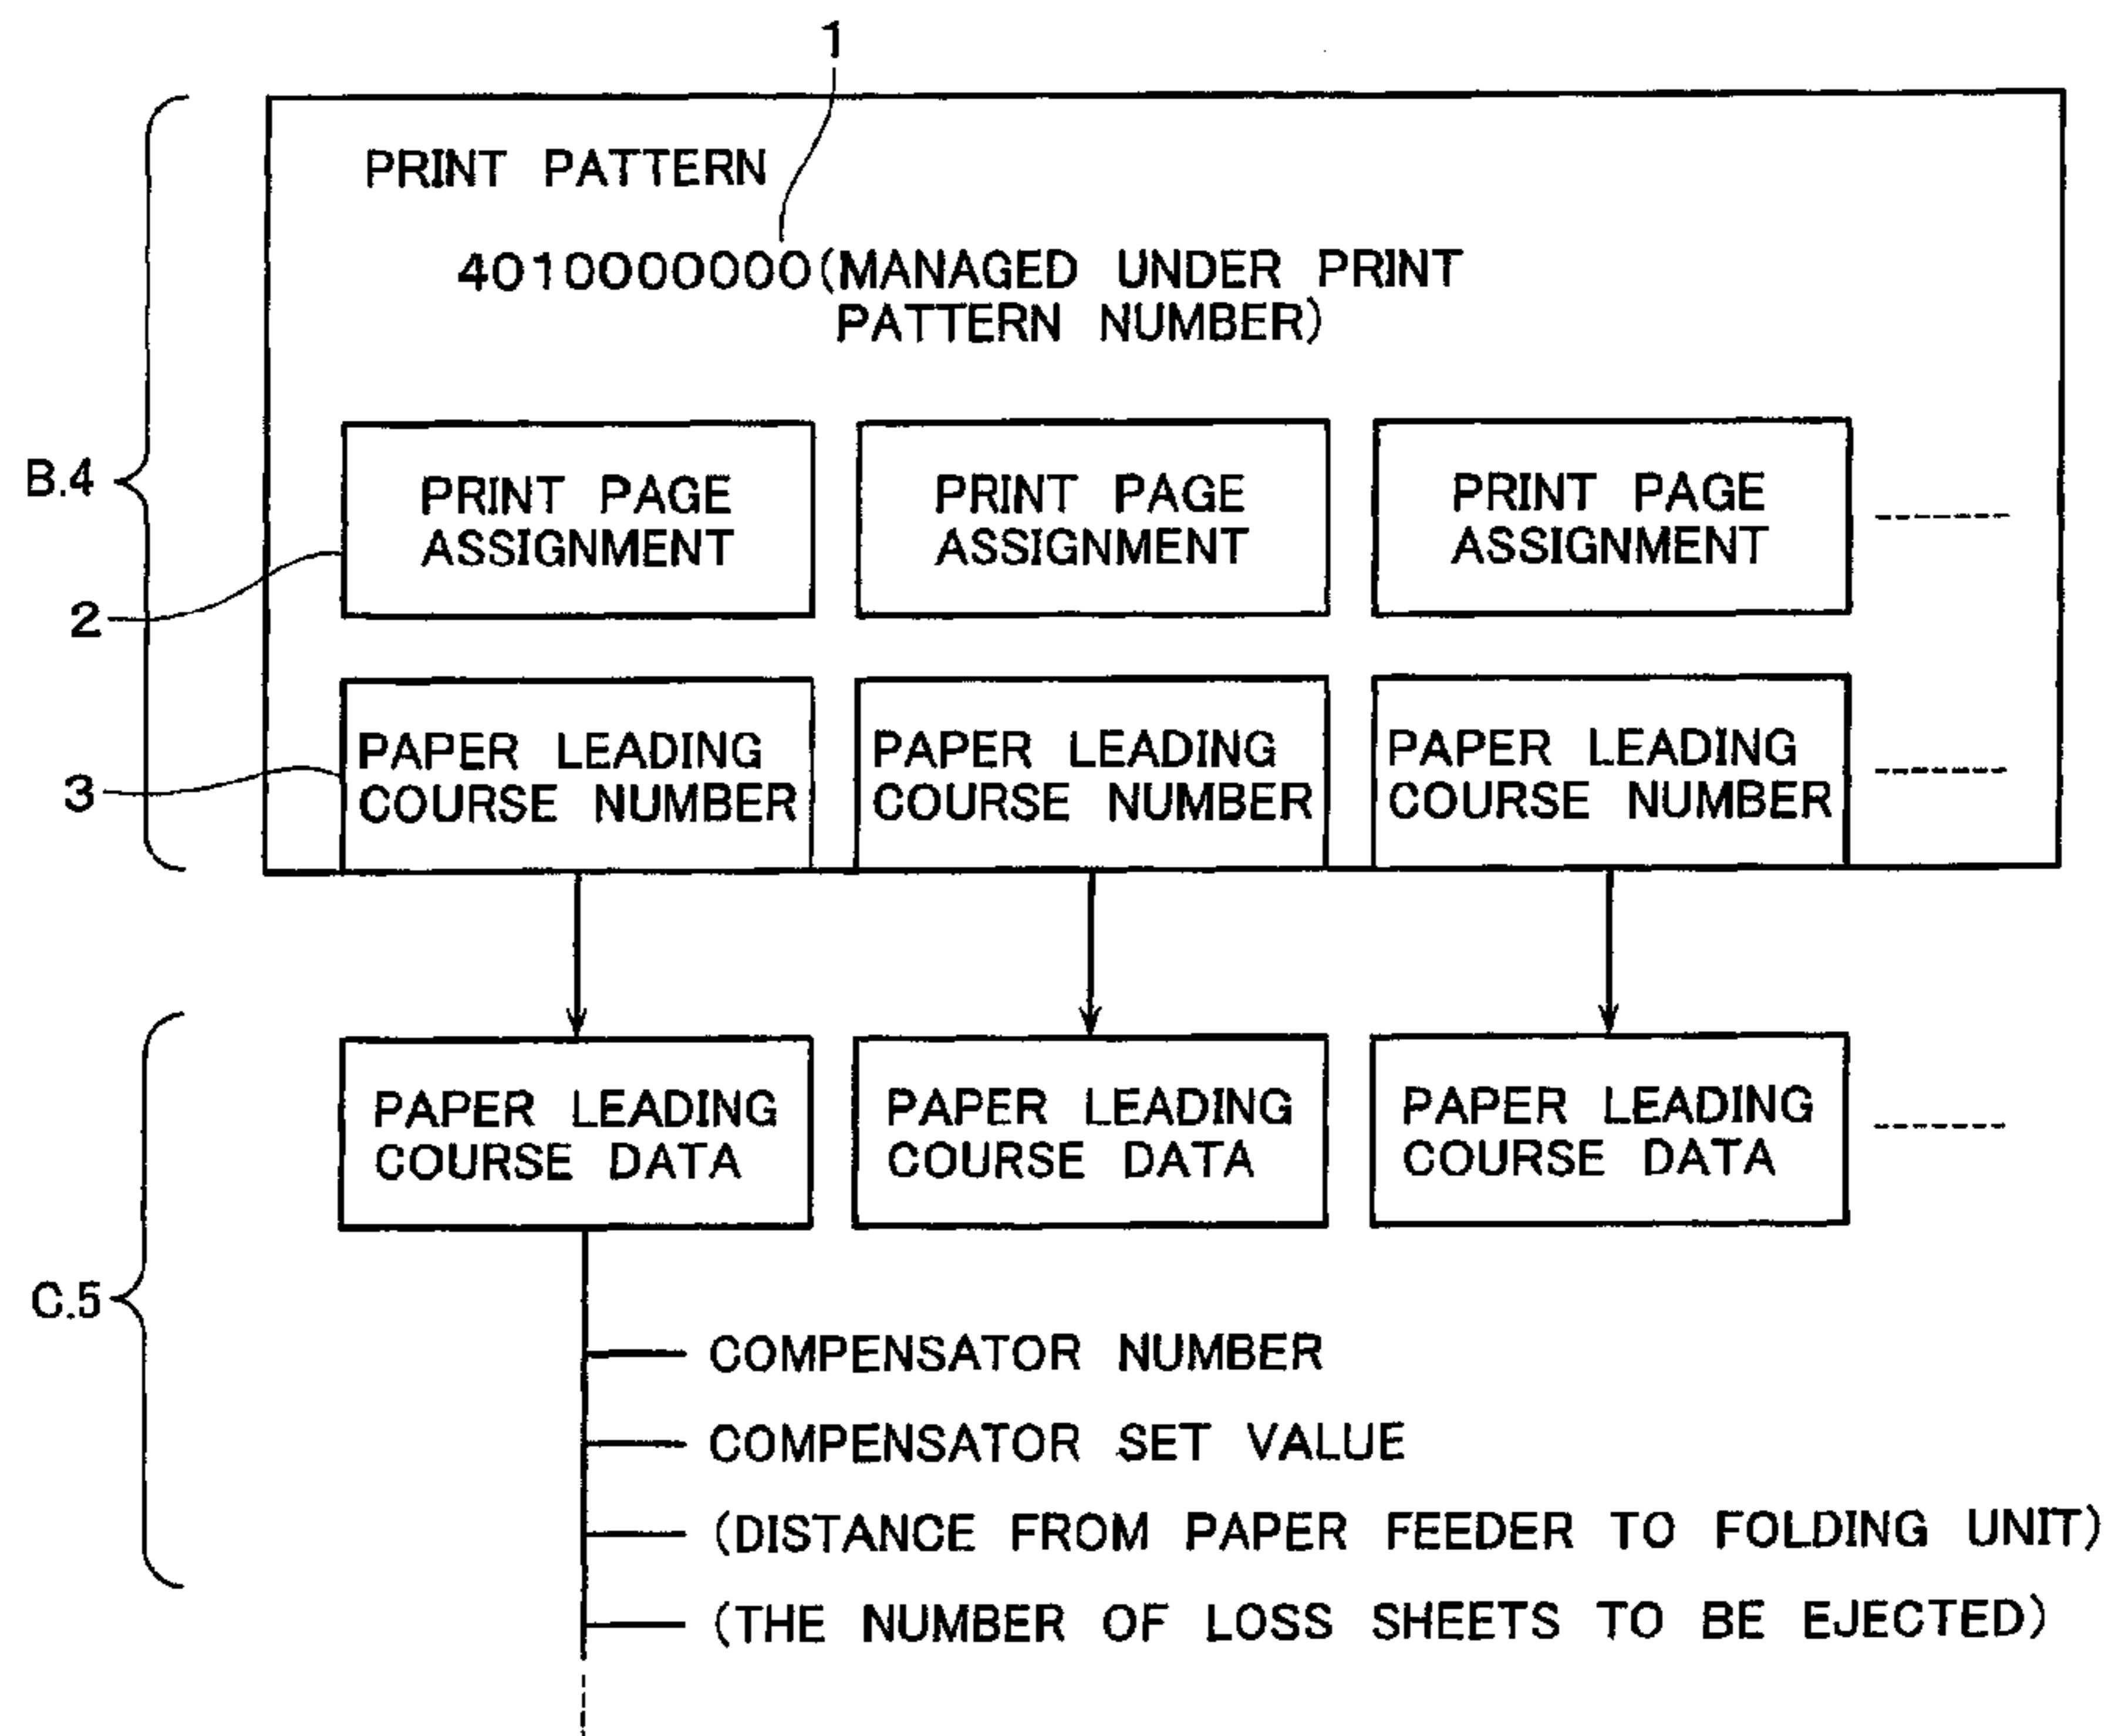 1
PRINT PATTERN
4010000000(MANAGED UNDER PRINT
PATTERN NUMBER)
B.4
PRINT PAGE
ASSIGNMENT
PRINT PAGE
ASSIGNMENT
PRINT PAGE
ASSIGNMENT
2
PAPER LEADING
COURSE NUMBER
PAPER LEADING
COURSE NUMBER
PAPER LEADING
COURSE NUMBER
3
PAPER LEADING
COURSE DATA
PAPER LEADING
COURSE DATA
PAPER LEADING
COURSE DATA
C.5
COMPENSATOR NUMBER
COMPENSATOR SET VALUE
(DISTANCE FROM PAPER FEEDER TO FOLDING UNIT)
(THE NUMBER OF LOSS SHEETS TO BE EJECTED)